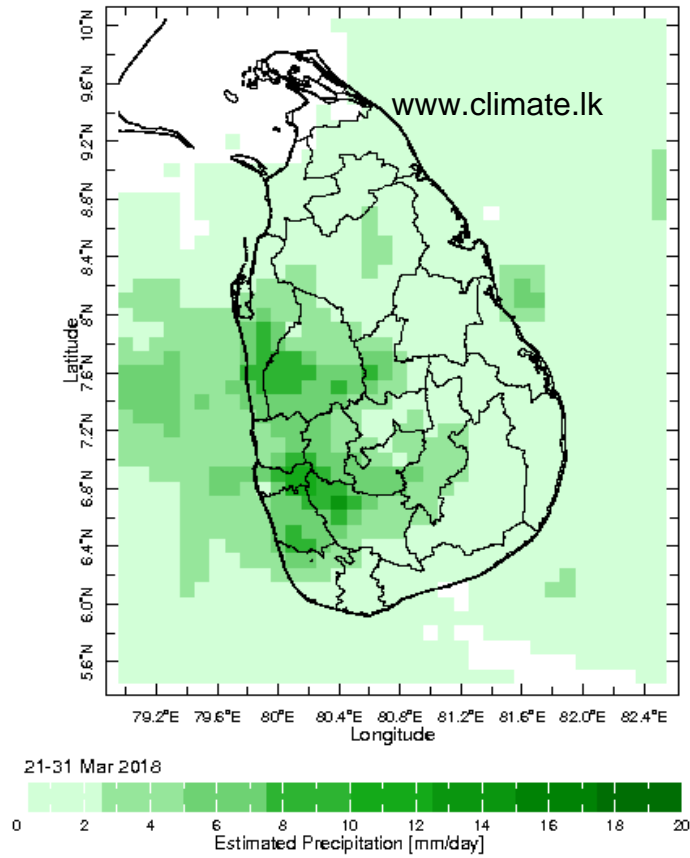 www.climate.lk
10°N
9.6°N
9.2°N
8.8°N
8.4°N
8°N
7.6°N
7.2°N
6.8°N
6.4°N
6.0°N
5.6°N
Latitude
79.2°E 79.6°E 80°E 80.4°E 80.8°E 81.2°E 81.6°E 82.0°E 82.4°E
Longitude
21-31 Mar 2018
0 2 4 6 8 10 12 14 16 18 20
Estimated Precipitation [mm/day]